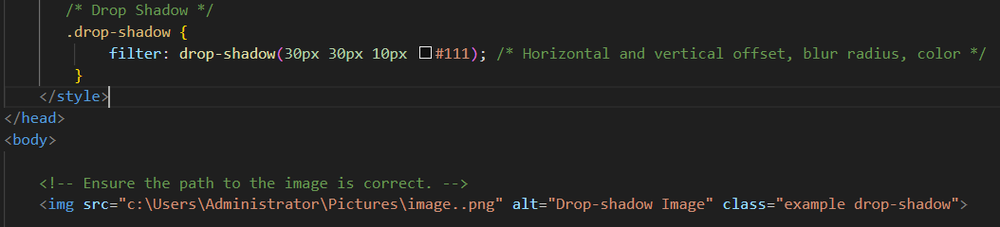 /* Drop Shadow */
.drop-shadow {
filter: drop-shadow(30px 30px 10px #111); /* Horizontal and vertical offset, blur radius, color */
}
</style>
</head>
<body>
<!-- Ensure the path to the image is correct. -->
<img src="c:\Users\Administrator\Pictures\image..png" alt="Drop-shadow Image" class="example drop-shadow">